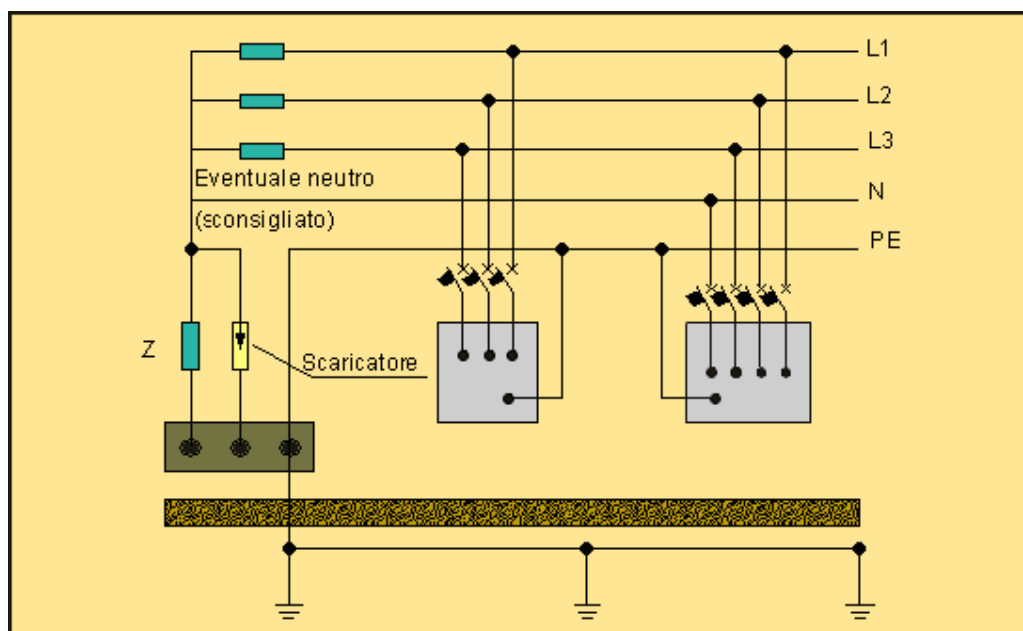 L1
L2
L3
Eventuale neutro
N
(sconsigliato)
PE
Z
Scaricatore